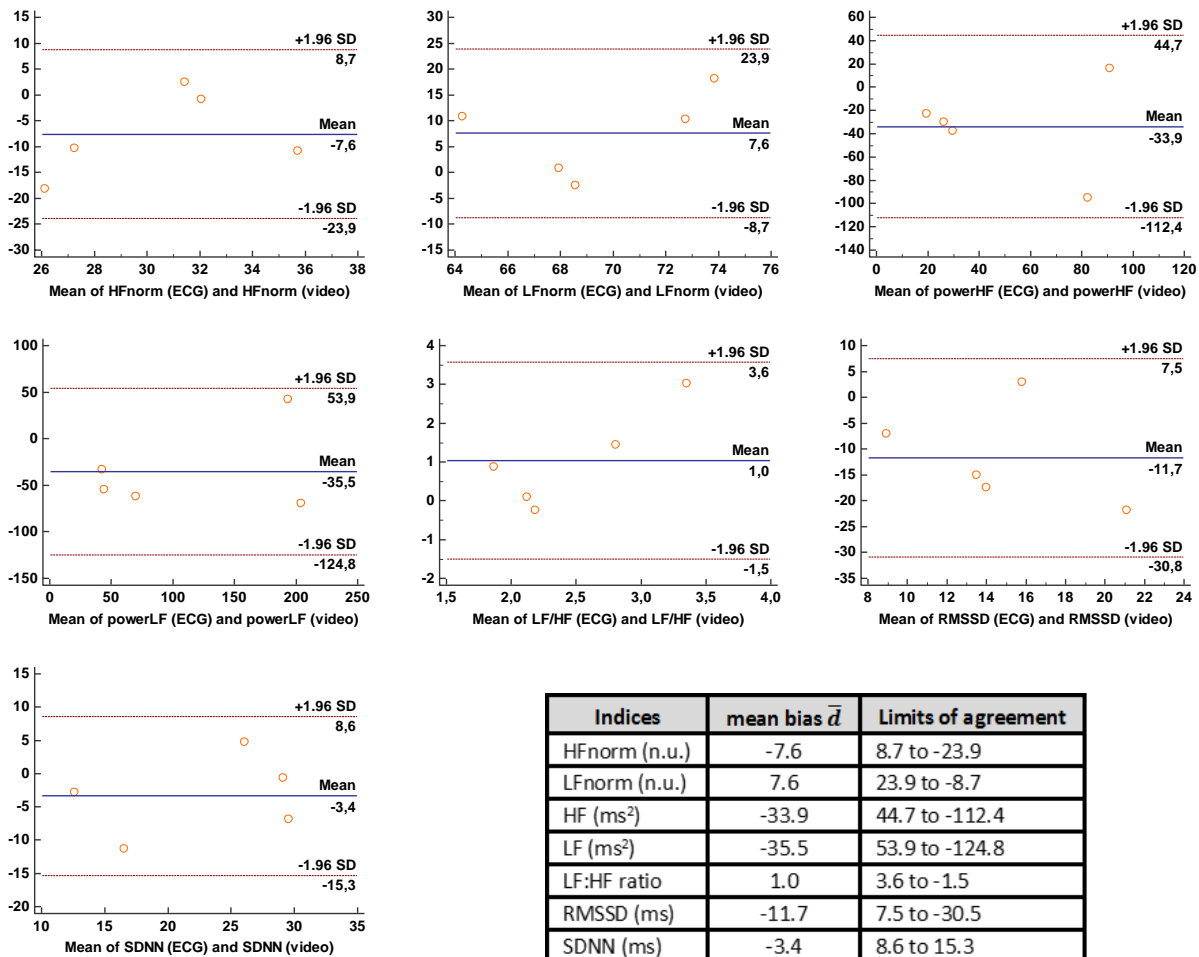 15
10
5
0
-5
-10
-15
-20
-25
-30
+1.96 SD
8,7
Mean
-7,6
-1.96 SD
-23,9
26 28 30 32 34 36 38
Mean of HFnorm (ECG) and HFnorm (video)
30
25
20
15
10
5
0
-5
-10
-15
+1.96 SD
23,9
Mean
7,6
-1.96 SD
-8,7
64 66 68 70 72 74 76
Mean of LFnorm (ECG) and LFnorm (video)
60
40
20
0
-20
-40
-60
-80
-100
-120
-140
+1.96 SD
44,7
Mean
-33,9
-1.96 SD
-112,4
0 20 40 60 80 100 120
Mean of powerHF (ECG) and powerHF (video)
100
50
0
-50
-100
-150
+1.96 SD
53,9
Mean
-35,5
-1.96 SD
-124,8
0 50 100 150 200 250
Mean of powerLF (ECG) and powerLF (video)
4
3
2
1
0
-1
-2
+1.96 SD
3,6
Mean
1,0
-1.96 SD
-1,5
1,5 2,0 2,5 3,0 3,5 4,0
Mean of LF/HF (ECG) and LF/HF (video)
10
5
0
-5
-10
-15
-20
-25
-30
-35
+1.96 SD
7,5
Mean
-11,7
-1.96 SD
-30,8
8 10 12 14 16 18 20 22 24
Mean of RMSSD (ECG) and RMSSD (video)
15
10
5
0
-5
-10
-15
-20
+1.96 SD
8,6
Mean
-3,4
-1.96 SD
-15,3
10 15 20 25 30 35
Mean of SDNN (ECG) and SDNN (video)
Indices mean bias d̅ Limits of agreement
HFnorm (n.u.) -7.6 8.7 to -23.9
LFnorm (n.u.) 7.6 23.9 to -8.7
HF (ms²) -33.9 44.7 to -112.4
LF (ms²) -35.5 53.9 to -124.8
LF:HF ratio 1.0 3.6 to -1.5
RMSSD (ms) -11.7 7.5 to -30.5
SDNN (ms) -3.4 8.6 to 15.3